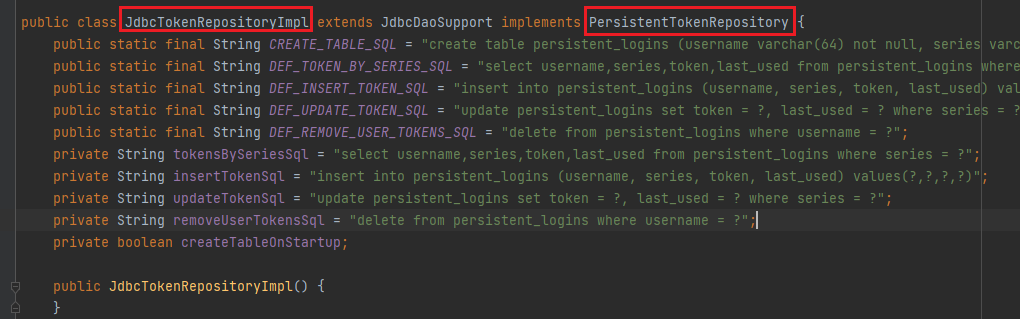 public class JdbcTokenRepositoryImpl extends JdbcDaoSupport implements PersistentTokenRepository {
public static final String CREATE_TABLE_SQL = "create table persistent_logins (username varchar(64) not null, series varc
public static final String DEF_TOKEN_BY_SERIES_SQL = "select username,series,token,last_used from persistent_logins where
public static final String DEF_INSERT_TOKEN_SQL = "insert into persistent_logins (username, series, token, last_used) val
public static final String DEF_UPDATE_TOKEN_SQL = "update persistent_logins set token = ?, last_used = ? where series = ?
public static final String DEF_REMOVE_USER_TOKENS_SQL = "delete from persistent_logins where username = ?";
private String tokensBySeriesSql = "select username,series,token,last_used from persistent_logins where series = ?";
private String insertTokenSql = "insert into persistent_logins (username, series, token, last_used) values(?,?,?,?)";
private String updateTokenSql = "update persistent_logins set token = ?, last_used = ? where series = ?";
private String removeUserTokensSql = "delete from persistent_logins where username = ?";
private boolean createTableOnStartup;
public JdbcTokenRepositoryImpl() {
}